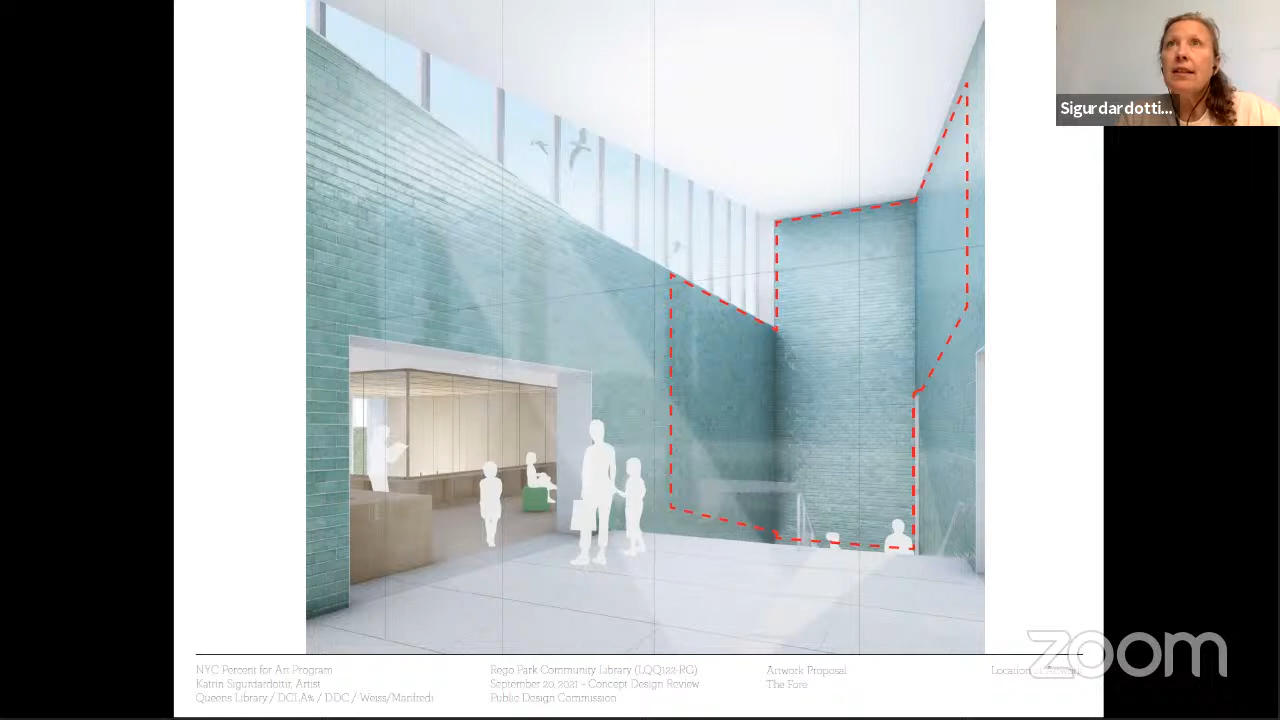 Sigurdardotti...
NYC Percent for Art Program
Katrin Sigurdardottir, Artist
Queens Library / DCLA% / DDC / Weiss/Manfredi
Rego Park Community Library (LQQ122-RG)
September 20, 2021 - Concept Design Review
Public Design Commission
Artwork Proposal
The Fore
Location
zoom